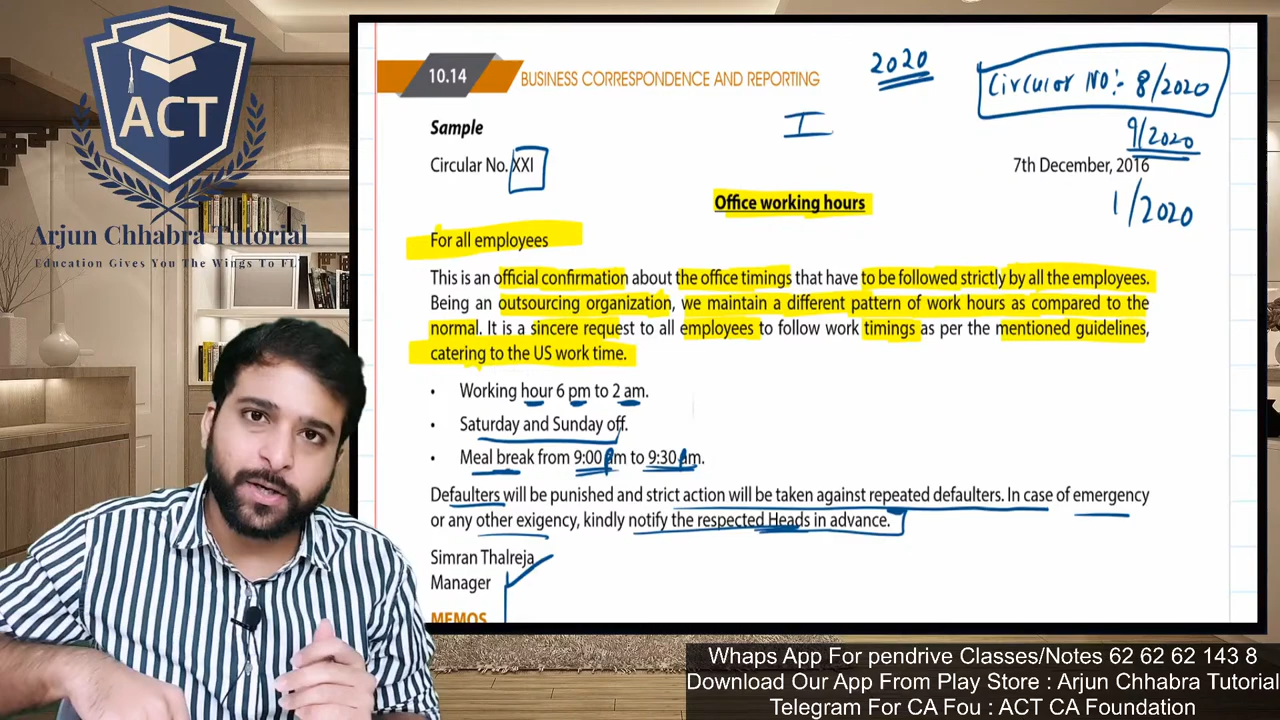 ACT
Arjun Chhabra Tutorial
Education Gives You The Wings To FL
10.14
BUSINESS CORRESPONDENCE AND REPORTING
2020
Circular No:- 8/2020
9/2020
1/2020
I
Sample
Circular No. XXI
7th December, 2016
Office working hours
For all employees
This is an official confirmation about the office timings that have to be followed strictly by all the employees.
Being an outsourcing organization, we maintain a different pattern of work hours as compared to the
normal. It is a sincere request to all employees to follow work timings as per the mentioned guidelines,
catering to the US work time.
• Working hour 6 pm to 2 am.
• Saturday and Sunday off.
• Meal break from 9:00 pm to 9:30 pm.
Defaulters will be punished and strict action will be taken against repeated defaulters. In case of emergency
or any other exigency, kindly notify the respected Heads in advance.
Simran Thalreja
Manager
MEMOS
Whaps App For pendrive Classes/Notes 62 62 62 143 8
Download Our App From Play Store : Arjun Chhabra Tutorial
Telegram For CA Fou : ACT CA Foundation